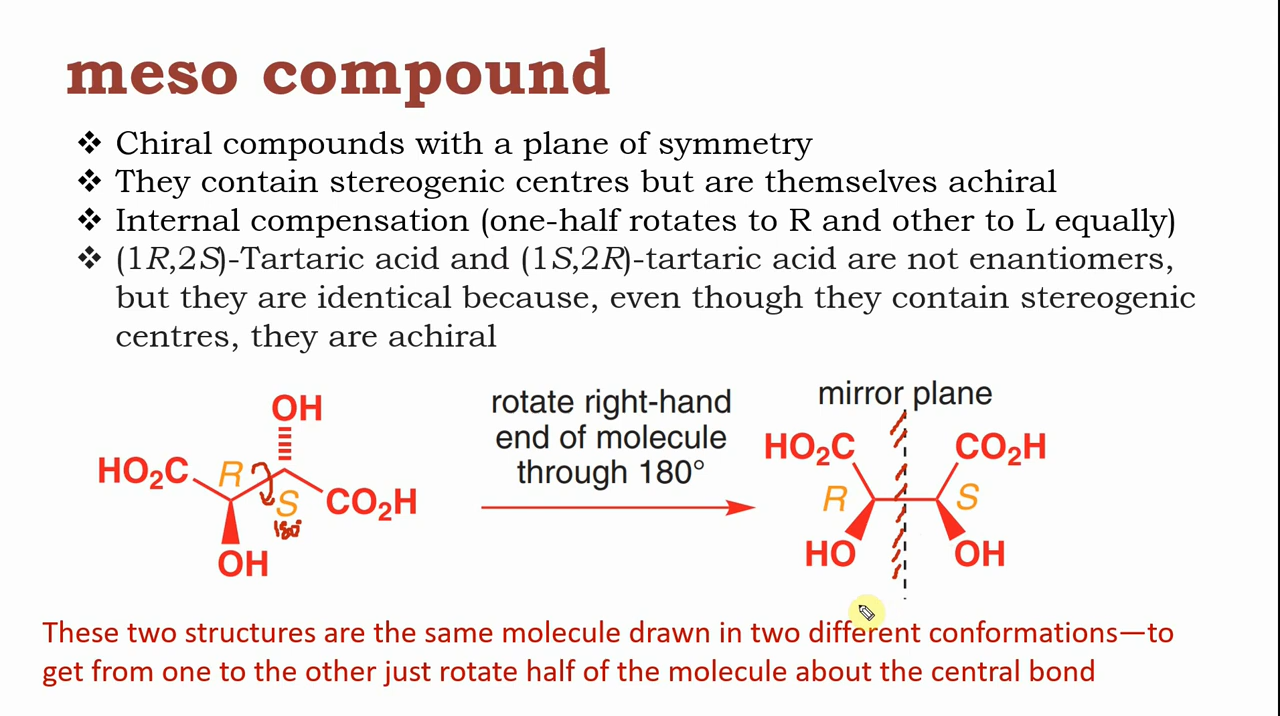 meso compound
❖ Chiral compounds with a plane of symmetry
❖ They contain stereogenic centres but are themselves achiral
❖ Internal compensation (one-half rotates to R and other to L equally)
❖ (1R,2S)-Tartaric acid and (1S,2R)-tartaric acid are not enantiomers,
but they are identical because, even though they contain stereogenic
centres, they are achiral
OH
HO₂C
R
S
180°
CO₂H
OH
rotate right-hand
end of molecule
through 180°
mirror plane
HO₂C
CO₂H
R
S
HO
OH
These two structures are the same molecule drawn in two different conformations—to
get from one to the other just rotate half of the molecule about the central bond